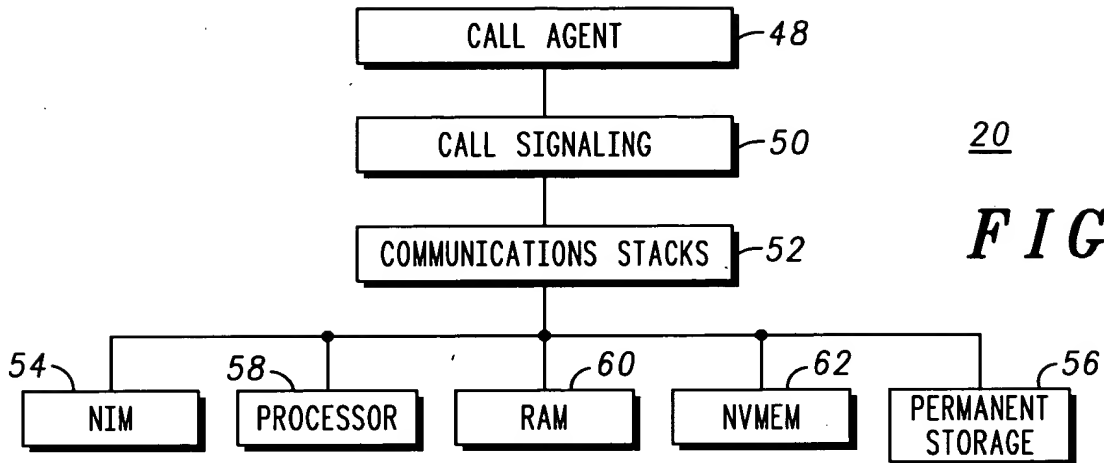 CALL AGENT
48
CALL SIGNALING
50
20
COMMUNICATIONS STACKS
52
FIG
54
58
60
62
56
NIM
PROCESSOR
RAM
NVMEM
PERMANENT
STORAGE